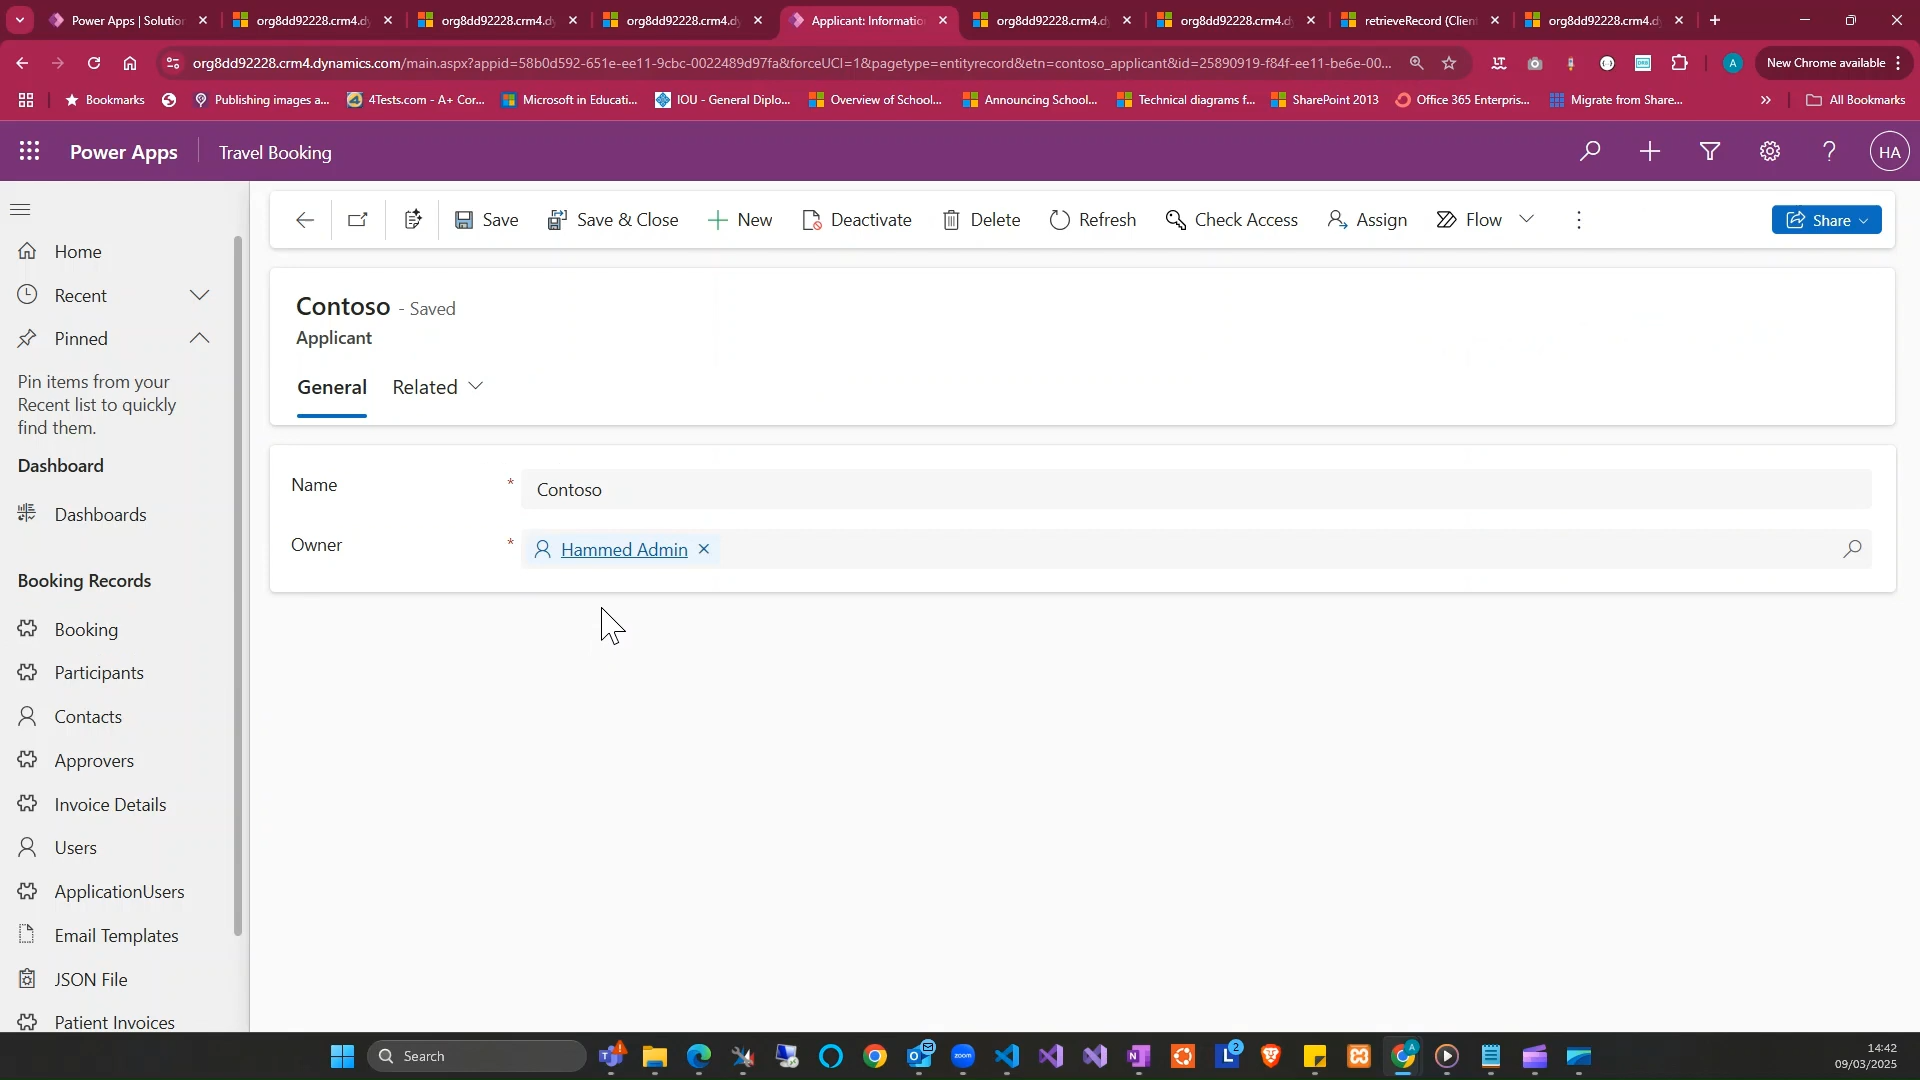 Power Apps | Solution
org8dd92228.crm4.dy
org8dd92228.crm4.d
org8dd92228.crm4.dy
Applicant: Informatio
org8dd92228.crm4.d
org8dd92228.crm4.d
retrieveRecord (Client
org8dd92228.crm4.d
org8dd92228.crm4.dynamics.com/main.aspx?appid=58b0d592-651e-ee11-9cbc-0022489d97fa&forceUCI=1&pagetype=entityrecord&etn=contoso_applicant&id=25890919-f84f-ee11-be6e-00...
A
New Chrome available
Bookmarks
Publishing images a...
4Tests.com - A+ Cor...
Microsoft in Educati...
IOU - General Diplo...
Overview of School...
Announcing School...
Technical diagrams f...
SharePoint 2013
Office 365 Enterpris...
Migrate from Share...
All Bookmarks
Power Apps
Travel Booking
HA
Save
Save & Close
New
Deactivate
Delete
Refresh
Check Access
Assign
Flow
Share
Home
Recent
Pinned
Pin items from your
Recent list to quickly
find them.
Dashboard
Dashboards
Booking Records
Booking
Participants
Contacts
Approvers
Invoice Details
Users
ApplicationUsers
Email Templates
JSON File
Patient Invoices
Contoso - Saved
Applicant
General
Related
Name * Contoso
Owner * Hammed Admin
Search
zoom
2
14:42
09/03/2025